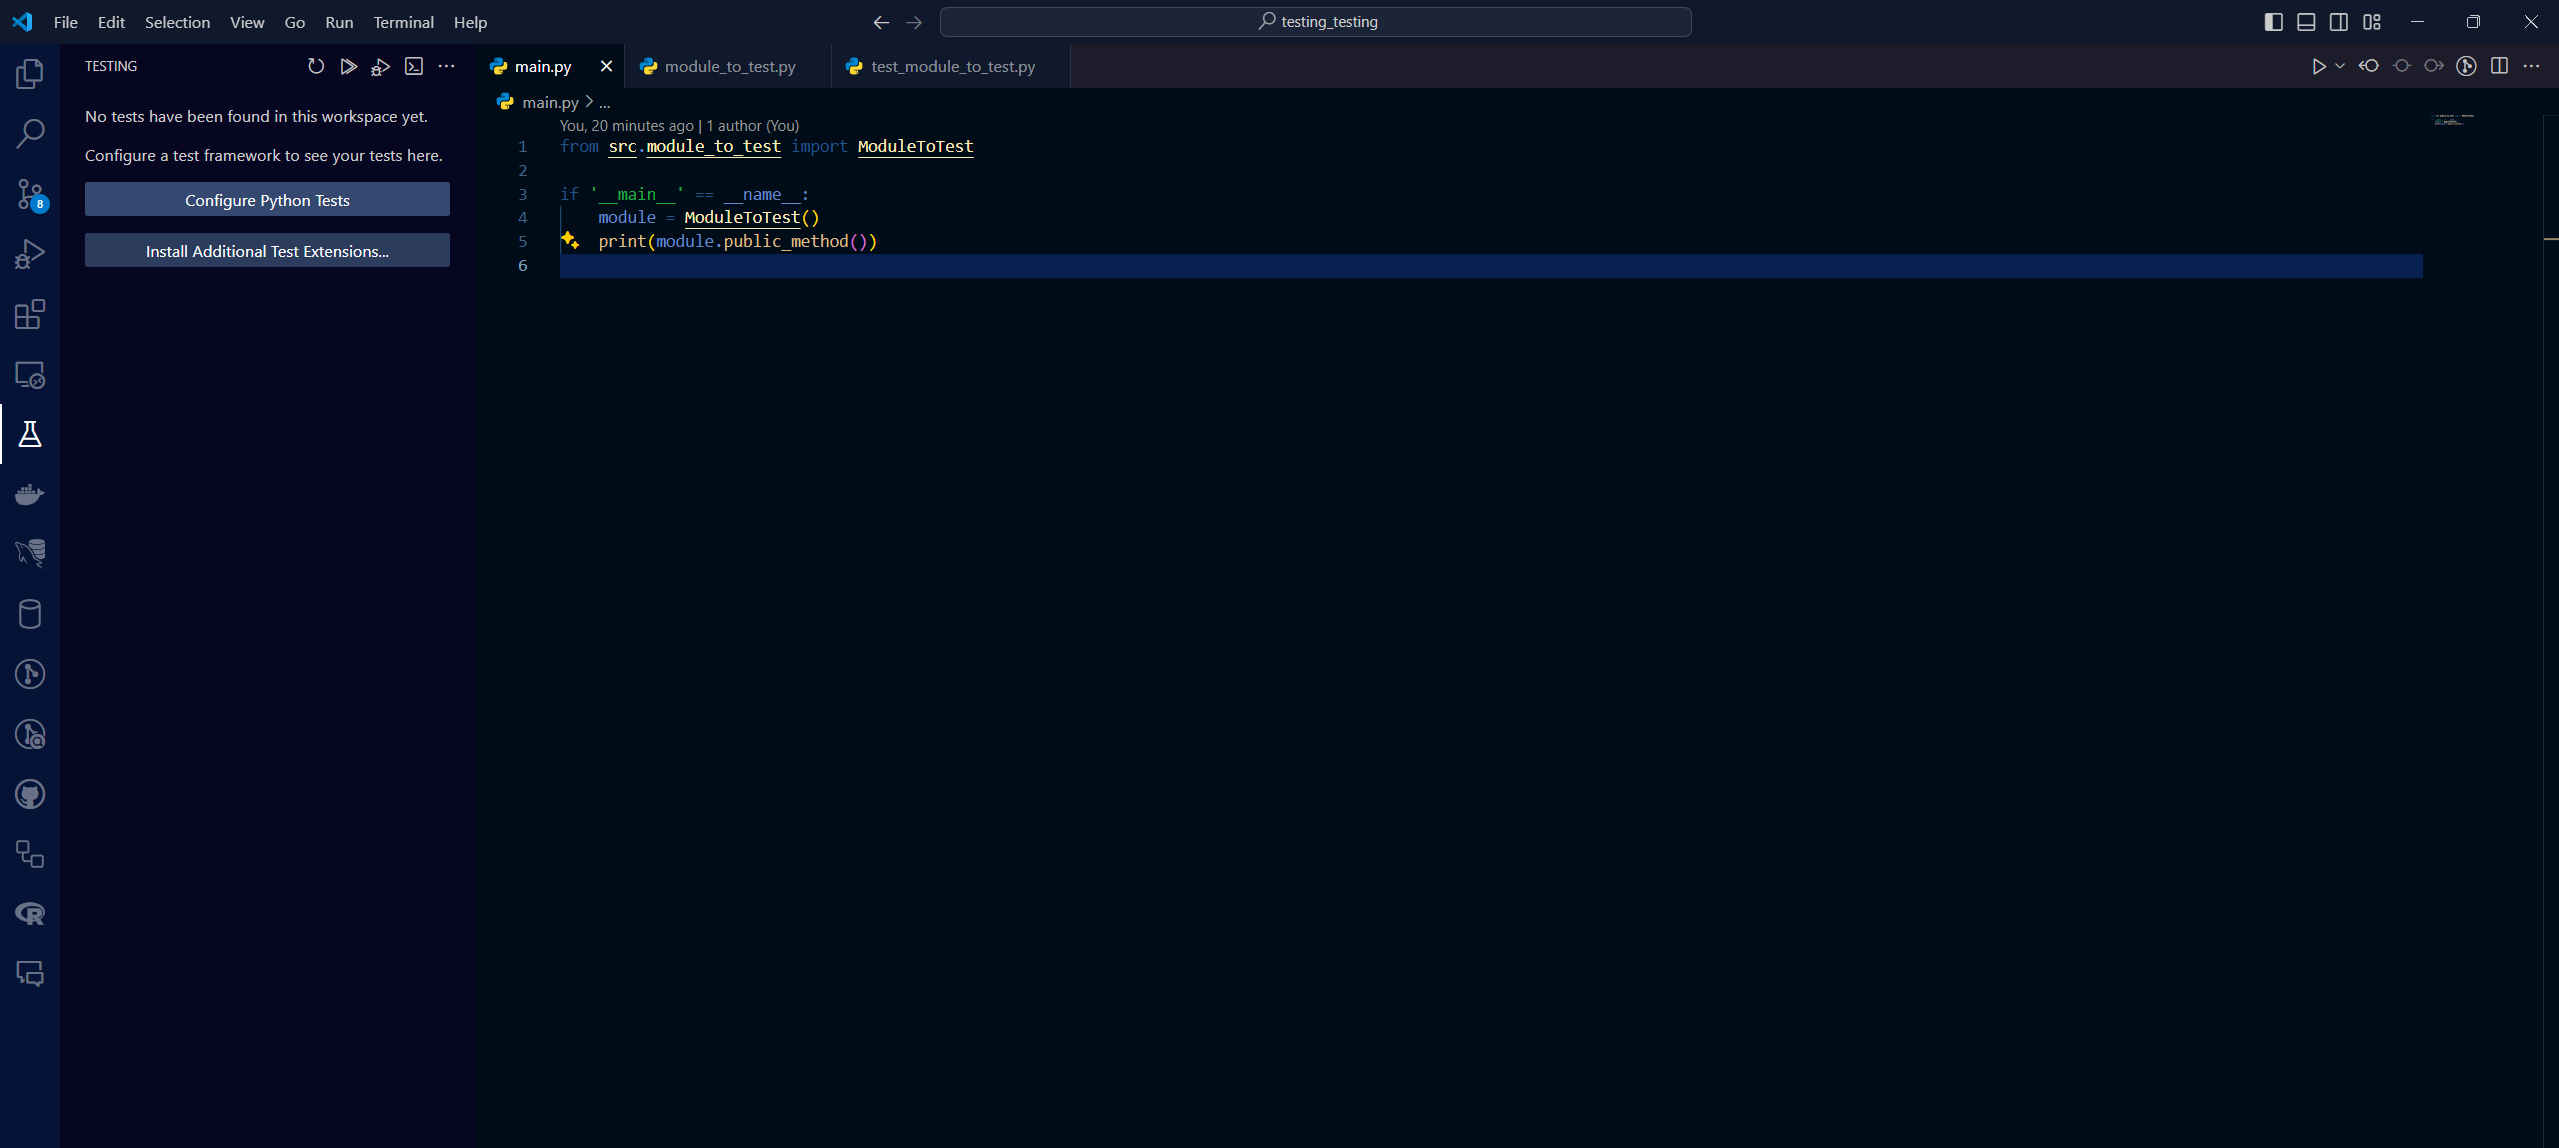 File Edit Selection View Go Run Terminal Help
testing_testing
TESTING
No tests have been found in this workspace yet.
Configure a test framework to see your tests here.
Configure Python Tests
Install Additional Test Extensions...
8
main.py
module_to_test.py
test_module_to_test.py
main.py > ...
You, 20 minutes ago | 1 author (You)
1 from src.module_to_test import ModuleToTest
2
3 if '__main__' == __name__:
4 module = ModuleToTest()
5 print(module.public_method())
6
R